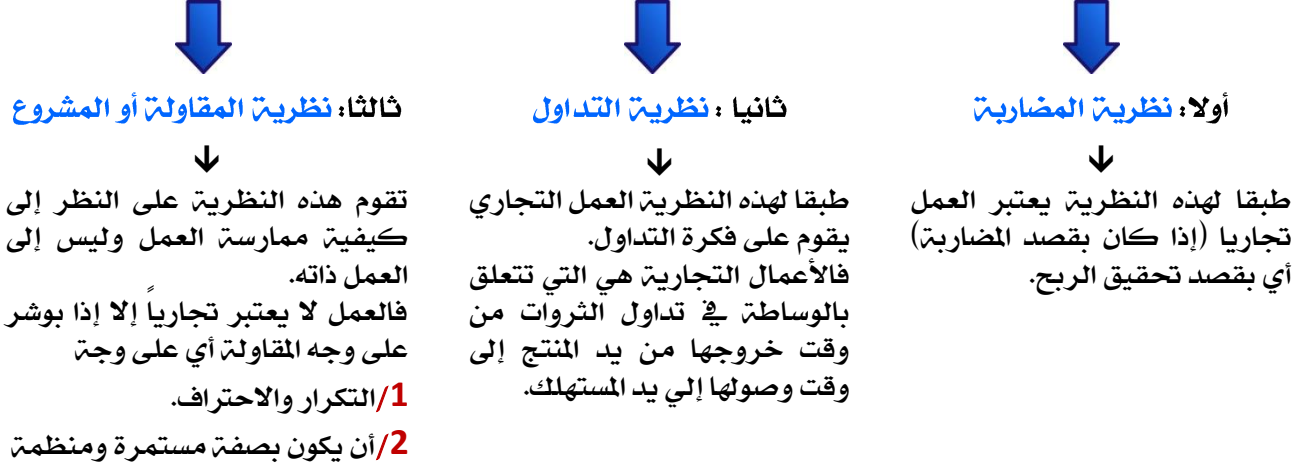 أولا: نظرية المضاربة
طبقا لهذه النظرية يعتبر العمل
تجاريا (إذا كان بقصد المضاربة)
أي بقصد تحقيق الربح.
ثانيا : نظرية التداول
طبقا لهذه النظرية العمل التجاري
يقوم على فكرة التداول.
فالأعمال التجارية هي التي تتعلق
بالوساطة في تداول الثروات من
وقت خروجها من يد المنتج إلى
وقت وصولها إلي يد المستهلك.
ثالثا: نظرية المقاولة أو المشروع
تقوم هذه النظرية على النظر إلى
كيفية ممارسة العمل وليس إلى
العمل ذاته.
فالعمل لا يعتبر تجارياً إلا إذا بوشر
على وجه المقاولة أي على وجة
1/التكرار والاحتراف.
2/أن يكون بصفة مستمرة ومنظمة